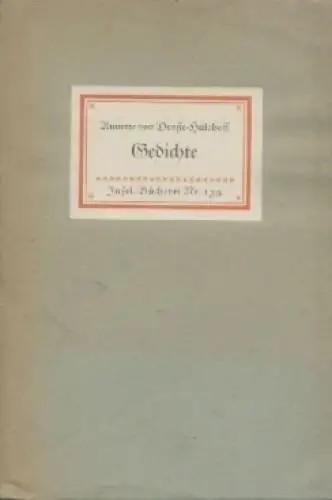 Annette von Droste-Hülshoff
Gedichte
Insel-Bücherei Nr. 139